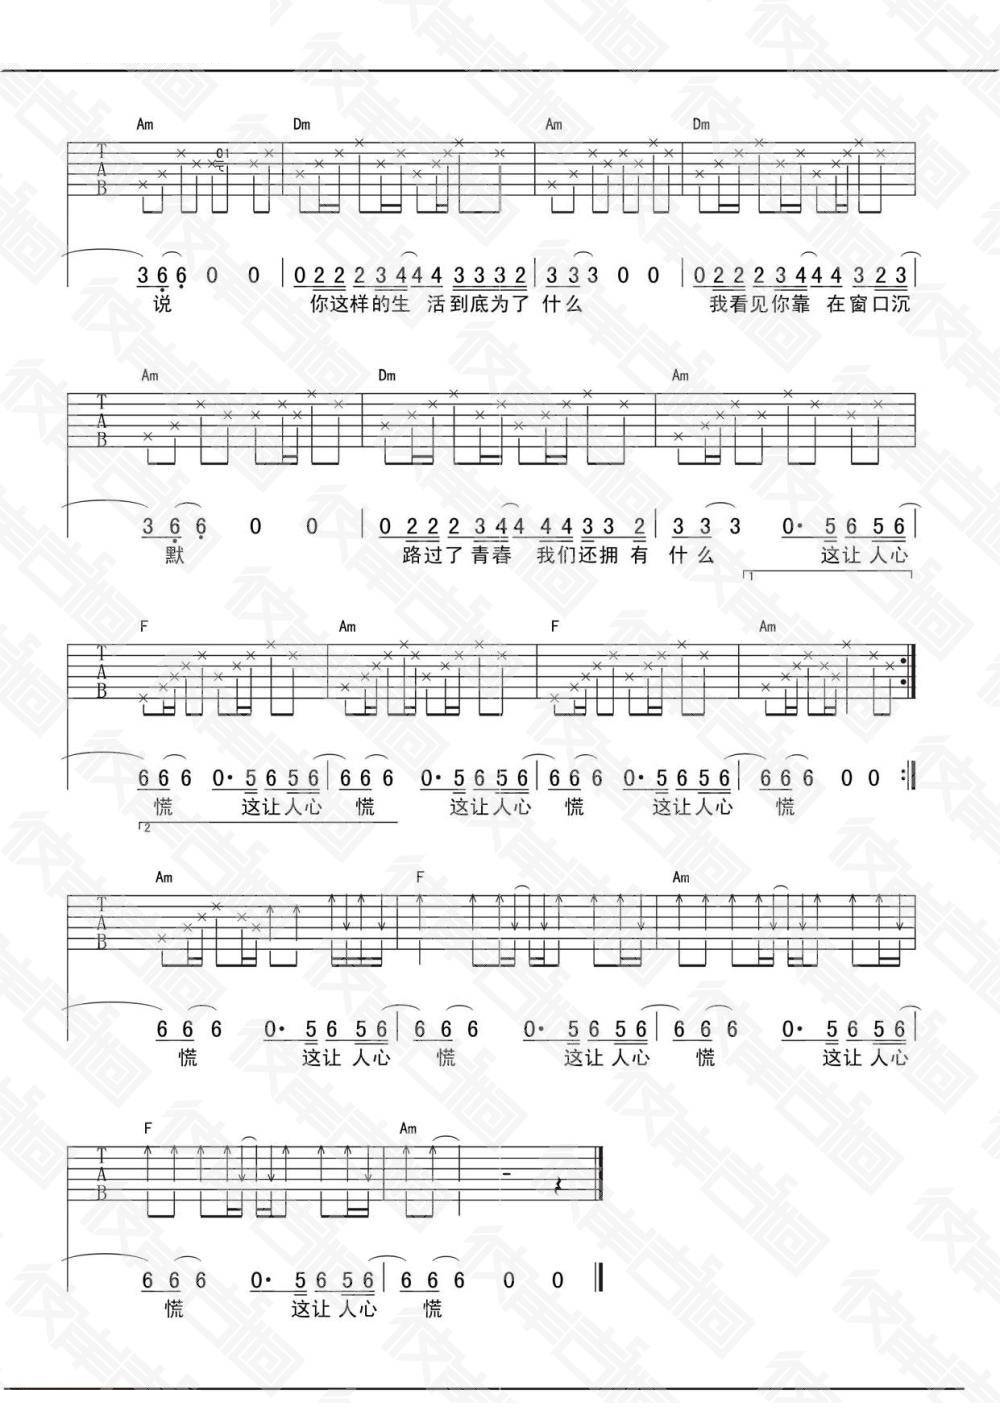 Am Dm Am Dm
T A B 01
3 6 6 0 0 0 2 2 2 2 3 4 4 4 3 3 3 2 3 3 3 0 0 0 2 2 2 2 3 4 4 4 3 2 3
说 你这样的生 活到底为了 什么 我看见你靠 在窗口沉
Am Dm Am
T A B
3 6 6 0 0 0 2 2 2 2 3 4 4 4 4 3 3 2 3 3 3 0· 5 6 5 6
默 路过了青春 我们还拥有 什么 这让人心
1
F Am F Am
T A B
6 6 6 0· 5 6 5 6 6 6 6 0· 5 6 5 6 6 6 6 0· 5 6 5 6 6 6 6 0 0
慌 这让人心 慌 这让人心 慌 这让人心 慌
2
Am F Am
T A B
6 6 6 0· 5 6 5 6 6 6 6 0· 5 6 5 6 6 6 6 0· 5 6 5 6
慌 这让人心 慌 这让人心 慌 这让人心
F Am
T A B
6 6 6 0· 5 6 5 6 6 6 6 0 0
慌 这让人心 慌